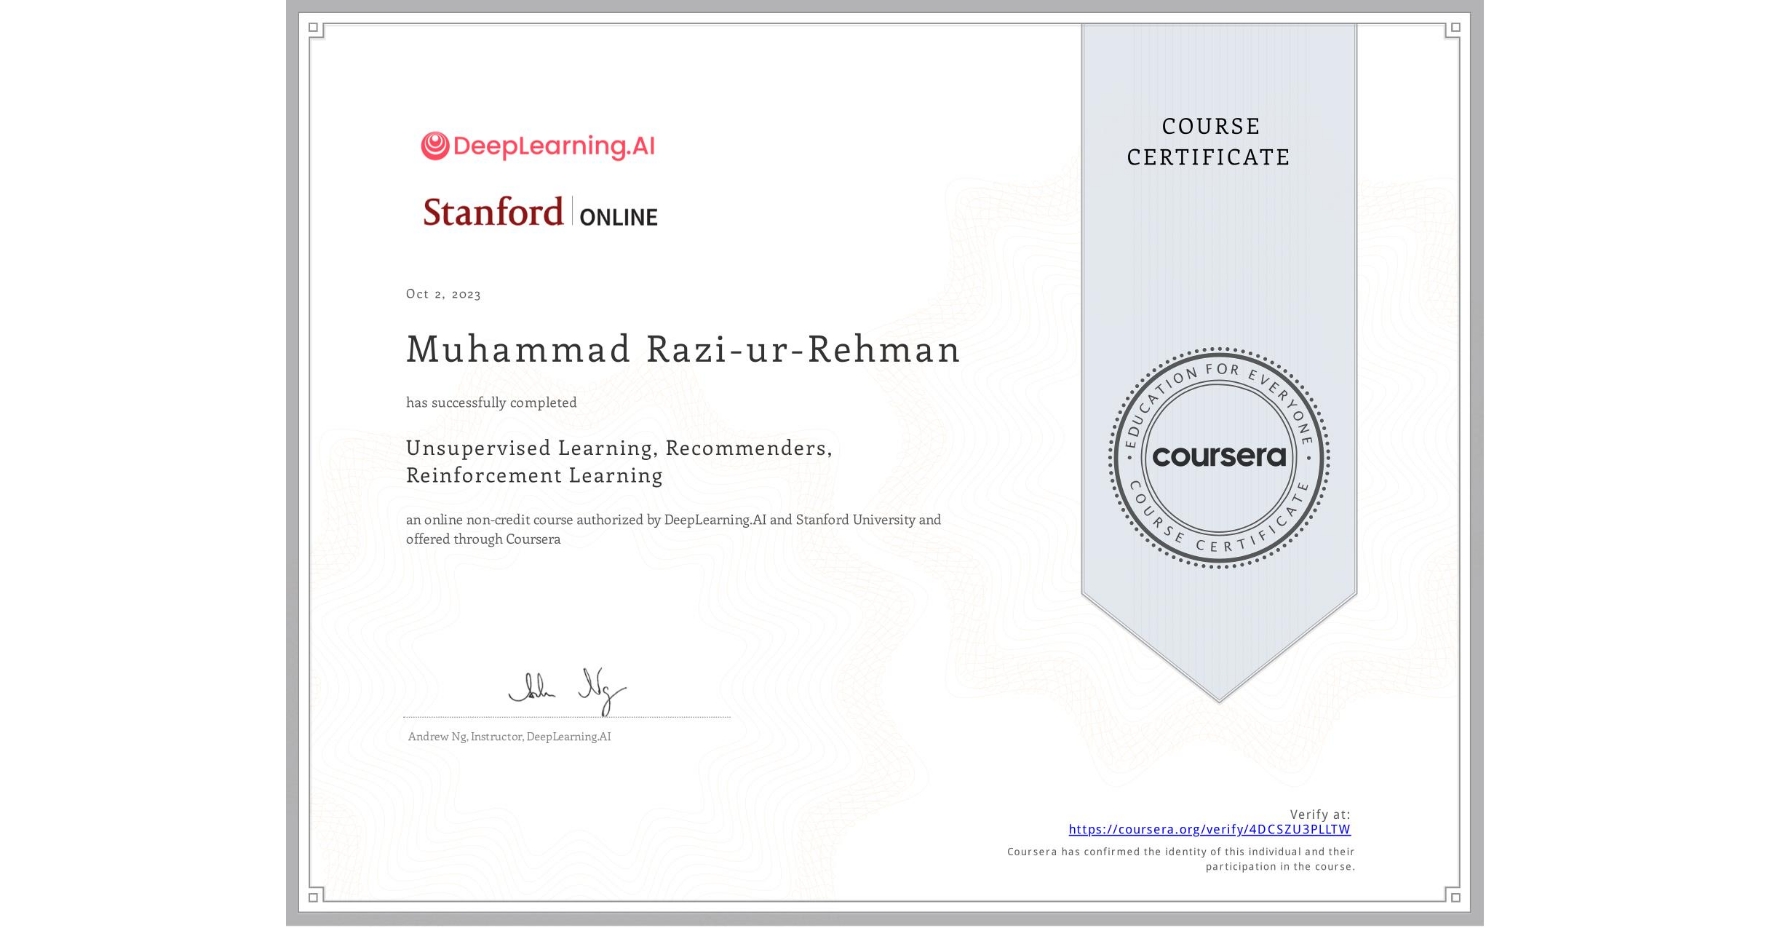 DeepLearning.AI
Stanford | ONLINE
Oct 2, 2023
Muhammad Razi-ur-Rehman
has successfully completed
Unsupervised Learning, Recommenders,
Reinforcement Learning
an online non-credit course authorized by DeepLearning.AI and Stanford University and
offered through Coursera
Andrew Ng, Instructor, DeepLearning.AI
COURSE
CERTIFICATE
EDUCATION FOR EVERYONE
coursera
COURSE CERTIFICATE
Verify at:
https://coursera.org/verify/4DCSZU3PLLTW
Coursera has confirmed the identity of this individual and their
participation in the course.